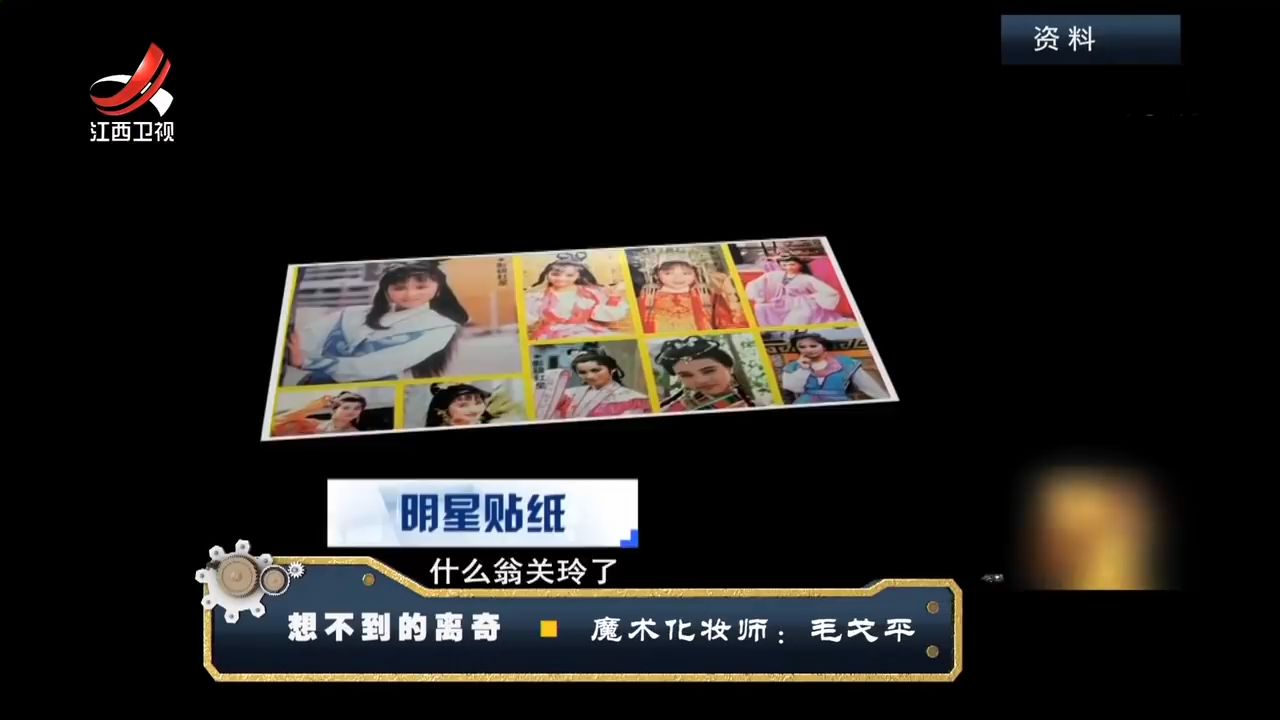 资料
江西卫视
明星贴纸
什么翁关玲了
想不到的离奇 魔术化妆师：毛戈平